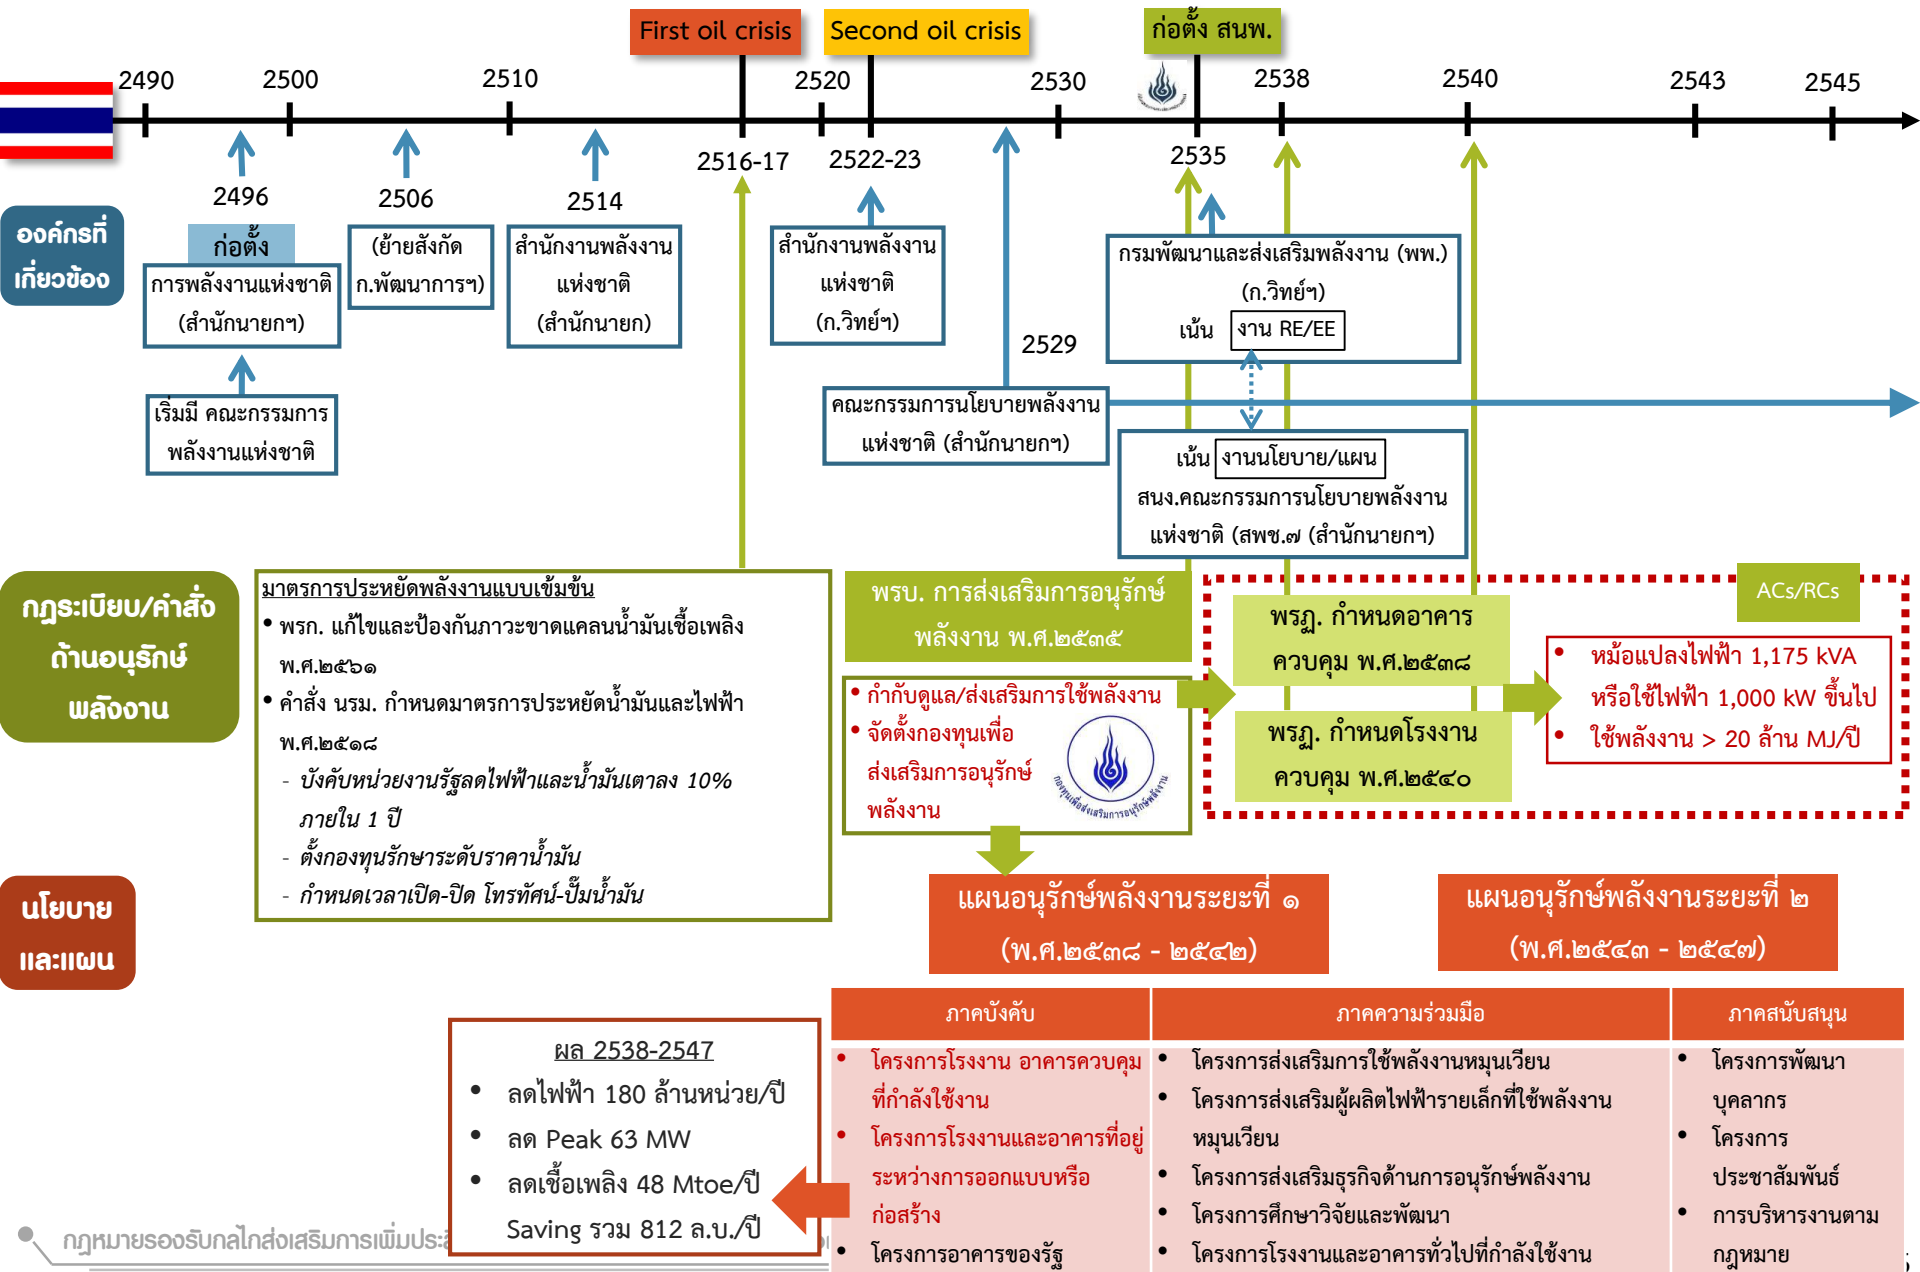 First oil crisis
Second oil crisis
ก่อตั้ง สนพ.
2490 2500 2510 2520 2530 2538 2540 2543 2545
2496 2506 2514 2516-17 2522-23 2535
องค์กรที่
เกี่ยวข้อง
ก่อตั้ง
การพลังงานแห่งชาติ
(สำนักนายกฯ)
เริ่มมี คณะกรรมการ
พลังงานแห่งชาติ
(ย้ายสังกัด
ก.พัฒนาการฯ)
สำนักงานพลังงาน
แห่งชาติ
(สำนักนายก)
สำนักงานพลังงาน
แห่งชาติ
(ก.วิทย์ฯ)
2529
คณะกรรมการนโยบายพลังงาน
แห่งชาติ (สำนักนายกฯ)
กรมพัฒนาและส่งเสริมพลังงาน (พพ.)
(ก.วิทย์ฯ)
เน้น งาน RE/EE
เน้น งานนโยบาย/แผน
สนง.คณะกรรมการนโยบายพลังงาน
แห่งชาติ (สพช.๗ (สำนักนายกฯ)
กฎระเบียบ/คำสั่ง
ด้านอนุรักษ์
พลังงาน
มาตรการประหยัดพลังงานแบบเข้มข้น
• พรก. แก้ไขและป้องกันภาวะขาดแคลนน้ำมันเชื้อเพลิง
พ.ศ.๒๕๖๑
• คำสั่ง นรม. กำหนดมาตรการประหยัดน้ำมันและไฟฟ้า
พ.ศ.๒๕๑๘
- บังคับหน่วยงานรัฐลดไฟฟ้าและน้ำมันเตาลง 10%
ภายใน 1 ปี
- ตั้งกองทุนรักษาระดับราคาน้ำมัน
- กำหนดเวลาเปิด-ปิด โทรทัศน์-ปั๊มน้ำมัน
พรบ. การส่งเสริมการอนุรักษ์
พลังงาน พ.ศ.๒๕๓๕
• กำกับดูแล/ส่งเสริมการใช้พลังงาน
• จัดตั้งกองทุนเพื่อ
ส่งเสริมการอนุรักษ์
พลังงาน
กองทุนเพื่อส่งเสริมการอนุรักษ์พลังงาน
พรฎ. กำหนดอาคาร
ควบคุม พ.ศ.๒๕๓๘
พรฎ. กำหนดโรงงาน
ควบคุม พ.ศ.๒๕๔๐
ACs/RCs
• หม้อแปลงไฟฟ้า 1,175 kVA
หรือใช้ไฟฟ้า 1,000 kW ขึ้นไป
• ใช้พลังงาน > 20 ล้าน MJ/ปี
นโยบาย
และแผน
แผนอนุรักษ์พลังงานระยะที่ ๑
(พ.ศ.๒๕๓๘ - ๒๕๔๒)
แผนอนุรักษ์พลังงานระยะที่ ๒
(พ.ศ.๒๕๔๓ - ๒๕๔๗)
ผล 2538-2547
• ลดไฟฟ้า 180 ล้านหน่วย/ปี
• ลด Peak 63 MW
• ลดเชื้อเพลิง 48 Mtoe/ปี
Saving รวม 812 ล.บ./ปี
ภาคบังคับ
• โครงการโรงงาน อาคารควบคุม
ที่กำลังใช้งาน
• โครงการโรงงานและอาคารที่อยู่
ระหว่างการออกแบบหรือ
ก่อสร้าง
• โครงการอาคารของรัฐ
ภาคความร่วมมือ
• โครงการส่งเสริมการใช้พลังงานหมุนเวียน
• โครงการส่งเสริมผู้ผลิตไฟฟ้ารายเล็กที่ใช้พลังงาน
หมุนเวียน
• โครงการส่งเสริมธุรกิจด้านการอนุรักษ์พลังงาน
• โครงการศึกษาวิจัยและพัฒนา
• โครงการโรงงานและอาคารทั่วไปที่กำลังใช้งาน
ภาคสนับสนุน
• โครงการพัฒนา
บุคลากร
• โครงการ
ประชาสัมพันธ์
• การบริหารงานตาม
กฎหมาย
กฎหมายรองรับกลไกส่งเสริมการเพิ่มประสิ